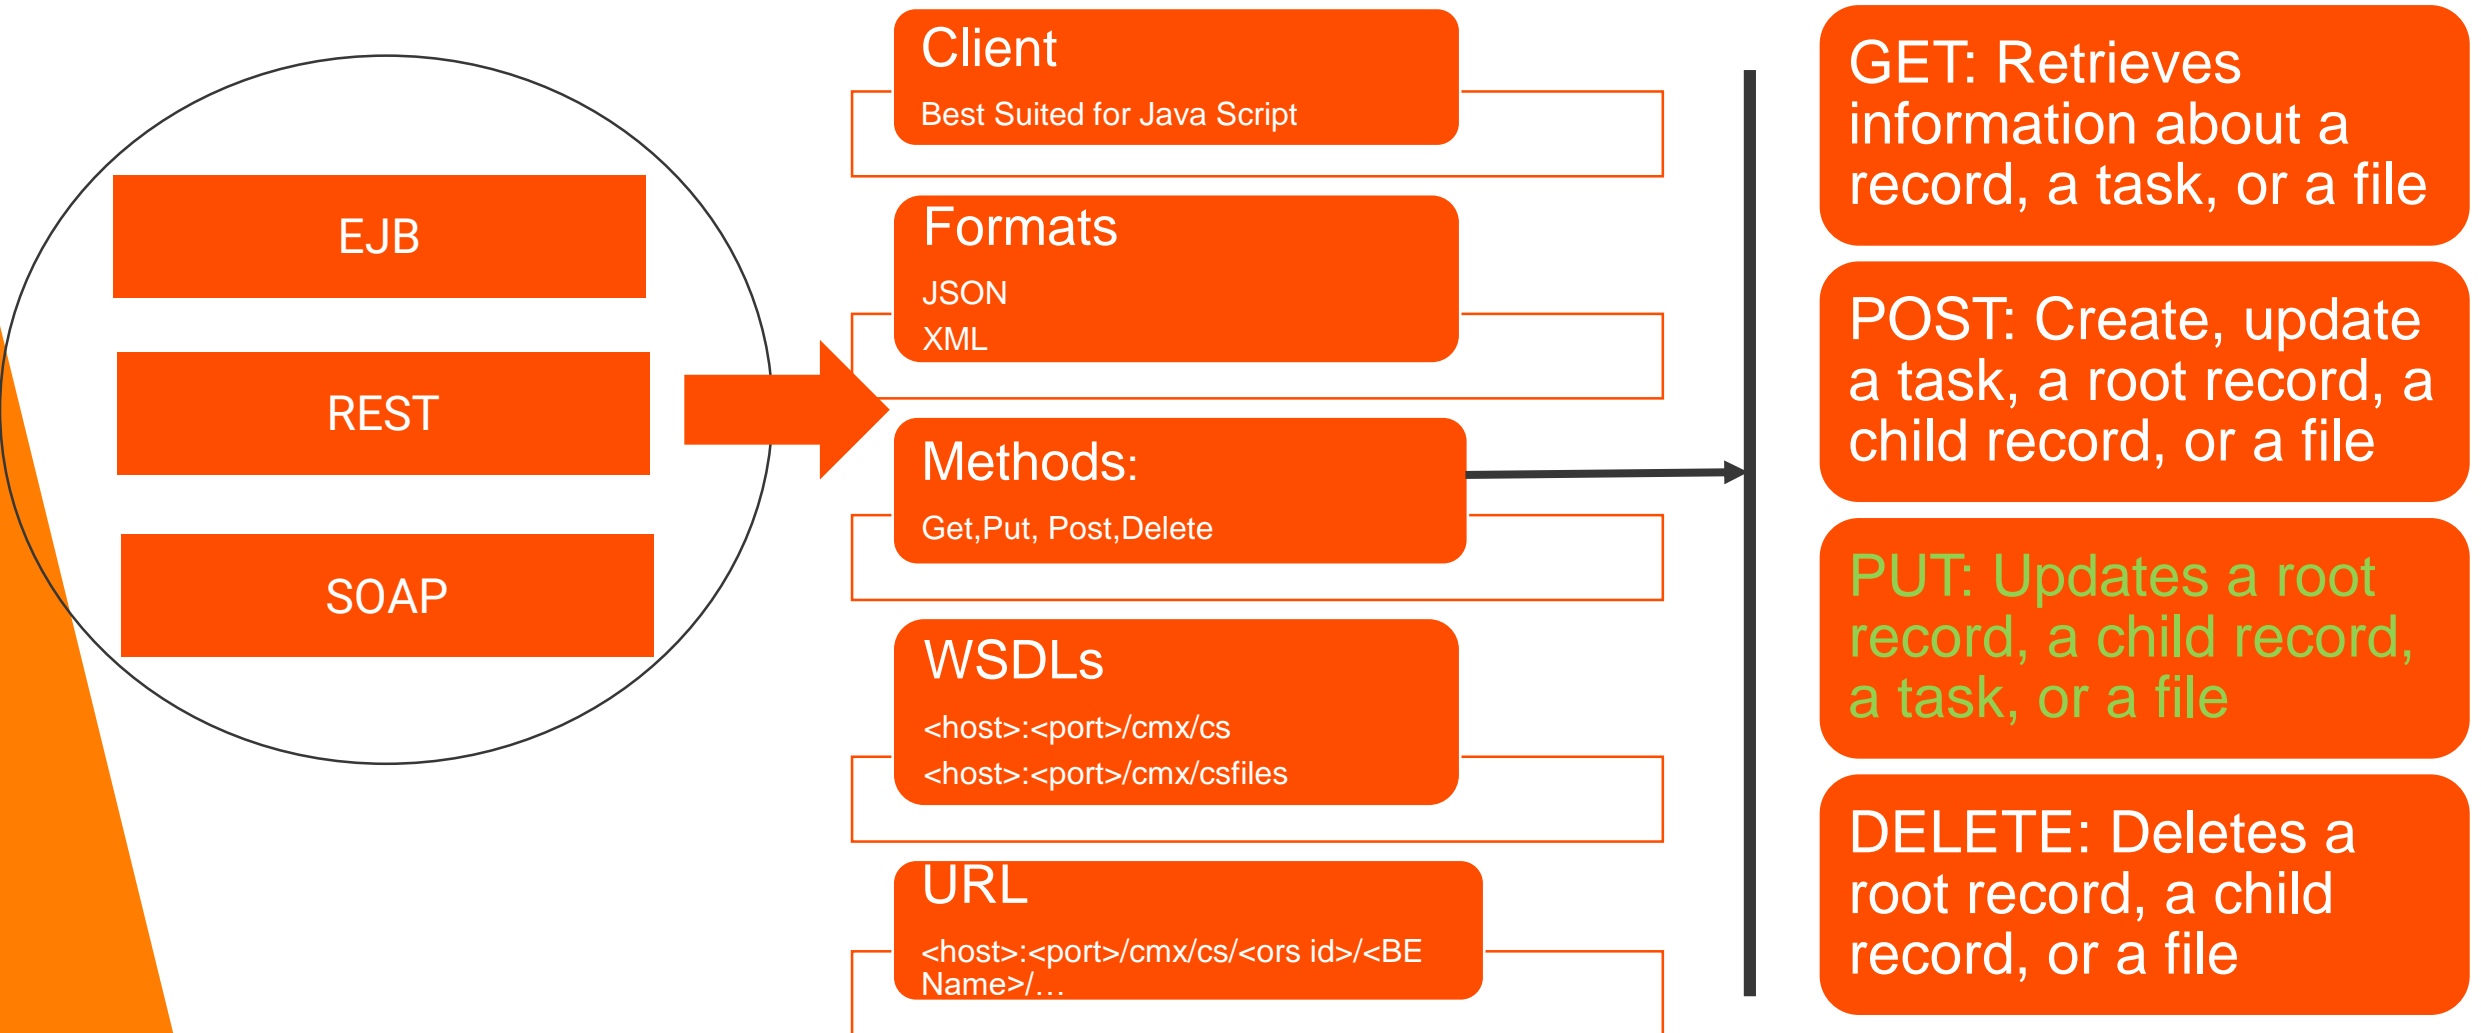 EJB
REST
SOAP
Client
Best Suited for Java Script
Formats
JSON
XML
Methods:
Get,Put, Post,Delete
WSDLs
<host>:<port>/cmx/cs
<host>:<port>/cmx/csfiles
URL
<host>:<port>/cmx/cs/<ors id>/<BE
Name>/…
GET: Retrieves
information about a
record, a task, or a file
POST: Create, update
a task, a root record, a
child record, or a file
PUT: Updates a root
record, a child record,
a task, or a file
DELETE: Deletes a
root record, a child
record, or a file